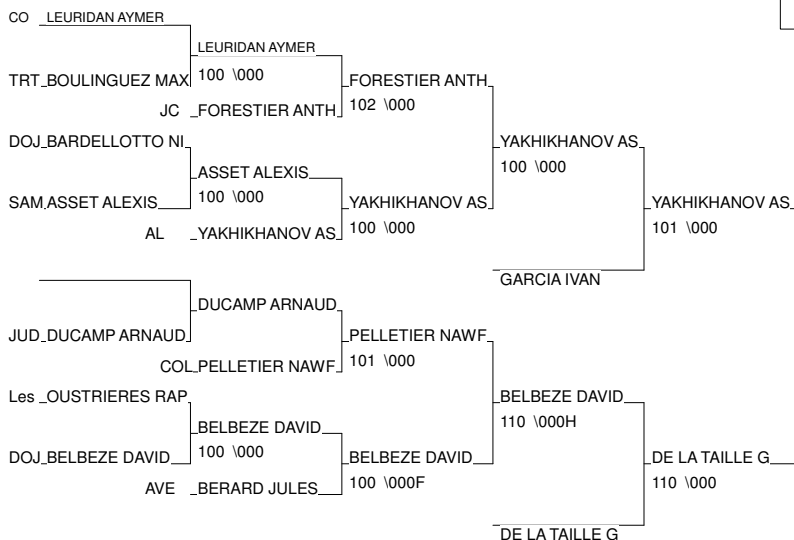 CO LEURIDAN AYMER
LEURIDAN AYMER
TRT BOULINGUEZ MAX 100 \000 FORESTIER ANTH
JC FORESTIER ANTH 102 \000
DOJ BARDELLOTTO NI YAKHIKHANOV AS
ASSET ALEXIS 100 \000
SAM ASSET ALEXIS 100 \000 YAKHIKHANOV AS YAKHIKHANOV AS
AL YAKHIKHANOV AS 100 \000 101 \000
GARCIA IVAN
DUCAMP ARNAUD
JUD DUCAMP ARNAUD PELLETIER NAWF
COL PELLETIER NAWF 101 \000
Les OUSTRIERES RAP BELBEZE DAVID
BELBEZE DAVID 110 \000H
DOJ BELBEZE DAVID 100 \000 BELBEZE DAVID DE LA TAILLE G
AVE BERARD JULES 100 \000F 110 \000
DE LA TAILLE G